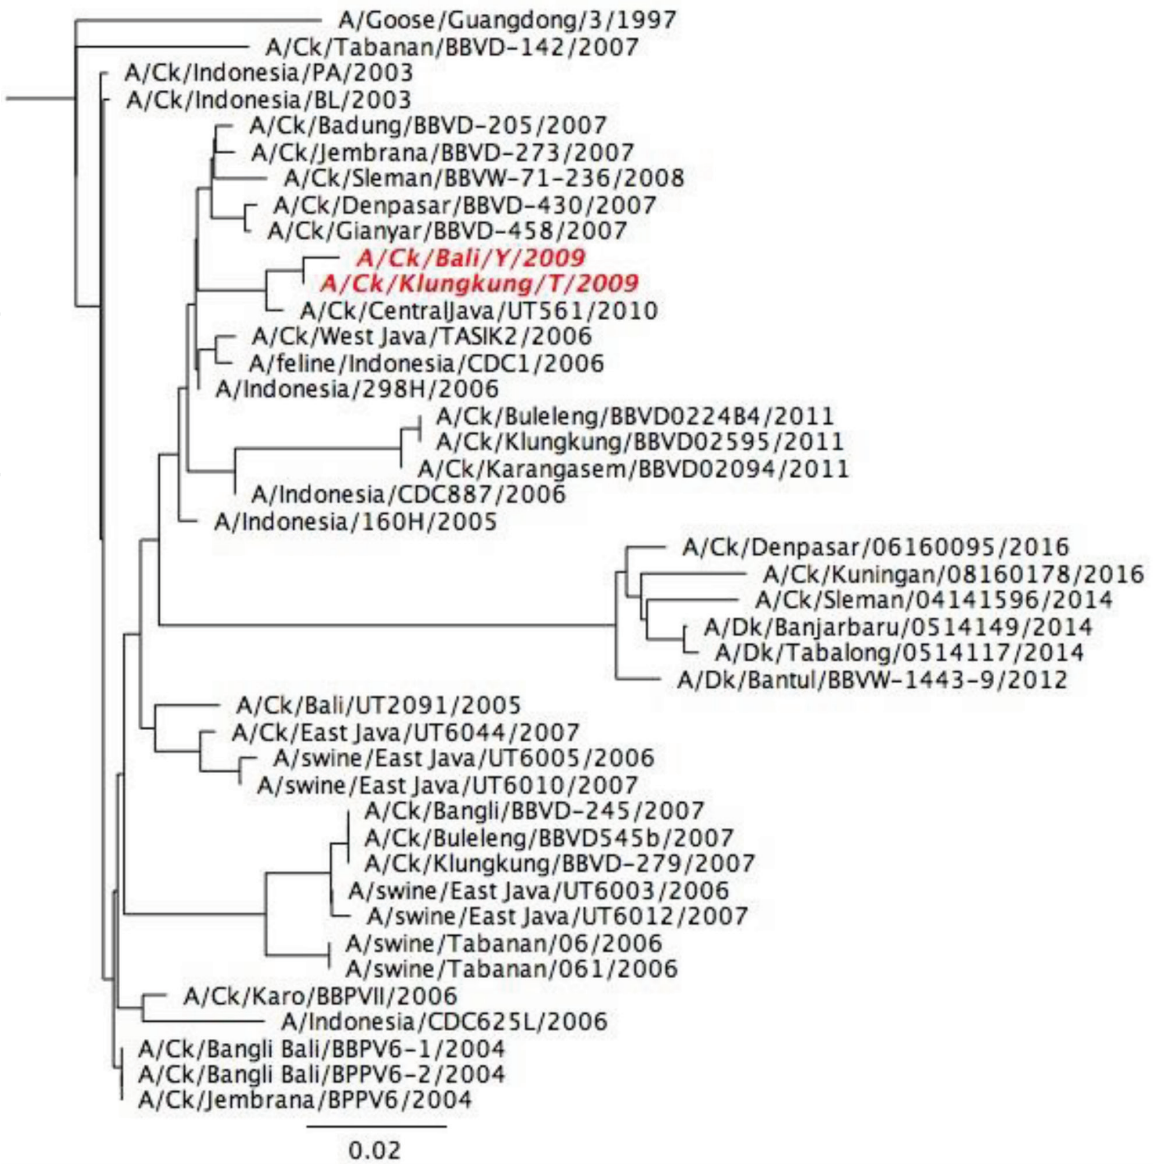 A/Goose/Guangdong/3/1997
A/Ck/Tabanan/BBVD-142/2007
A/Ck/Indonesia/PA/2003
A/Ck/Indonesia/BL/2003
A/Ck/Badung/BBVD-205/2007
A/Ck/Jembrana/BBVD-273/2007
A/Ck/Sleman/BBVW-71-236/2008
A/Ck/Denpasar/BBVD-430/2007
A/Ck/Gianyar/BBVD-458/2007
A/Ck/Bali/Y/2009
A/Ck/Klungkung/T/2009
A/Ck/CentralJava/UT561/2010
A/Ck/West Java/TASIK2/2006
A/feline/Indonesia/CDC1/2006
A/Indonesia/298H/2006
A/Ck/Buleleng/BBVD0224B4/2011
A/Ck/Klungkung/BBVD02595/2011
A/Ck/Karangasem/BBVD02094/2011
A/Indonesia/CDC887/2006
A/Indonesia/160H/2005
A/Ck/Denpasar/06160095/2016
A/Ck/Kuningan/08160178/2016
A/Ck/Sleman/04141596/2014
A/Dk/Banjarbaru/0514149/2014
A/Dk/Tabalong/0514117/2014
A/Dk/Bantul/BBVW-1443-9/2012
A/Ck/Bali/UT2091/2005
A/Ck/East Java/UT6044/2007
A/swine/East Java/UT6005/2006
A/swine/East Java/UT6010/2007
A/Ck/Bangli/BBVD-245/2007
A/Ck/Buleleng/BBVD545b/2007
A/Ck/Klungkung/BBVD-279/2007
A/swine/East Java/UT6003/2006
A/swine/East Java/UT6012/2007
A/swine/Tabanan/06/2006
A/swine/Tabanan/061/2006
A/Ck/Karo/BBPVII/2006
A/Indonesia/CDC625L/2006
A/Ck/Bangli Bali/BBPV6-1/2004
A/Ck/Bangli Bali/BPPV6-2/2004
A/Ck/Jembrana/BPPV6/2004
0.02